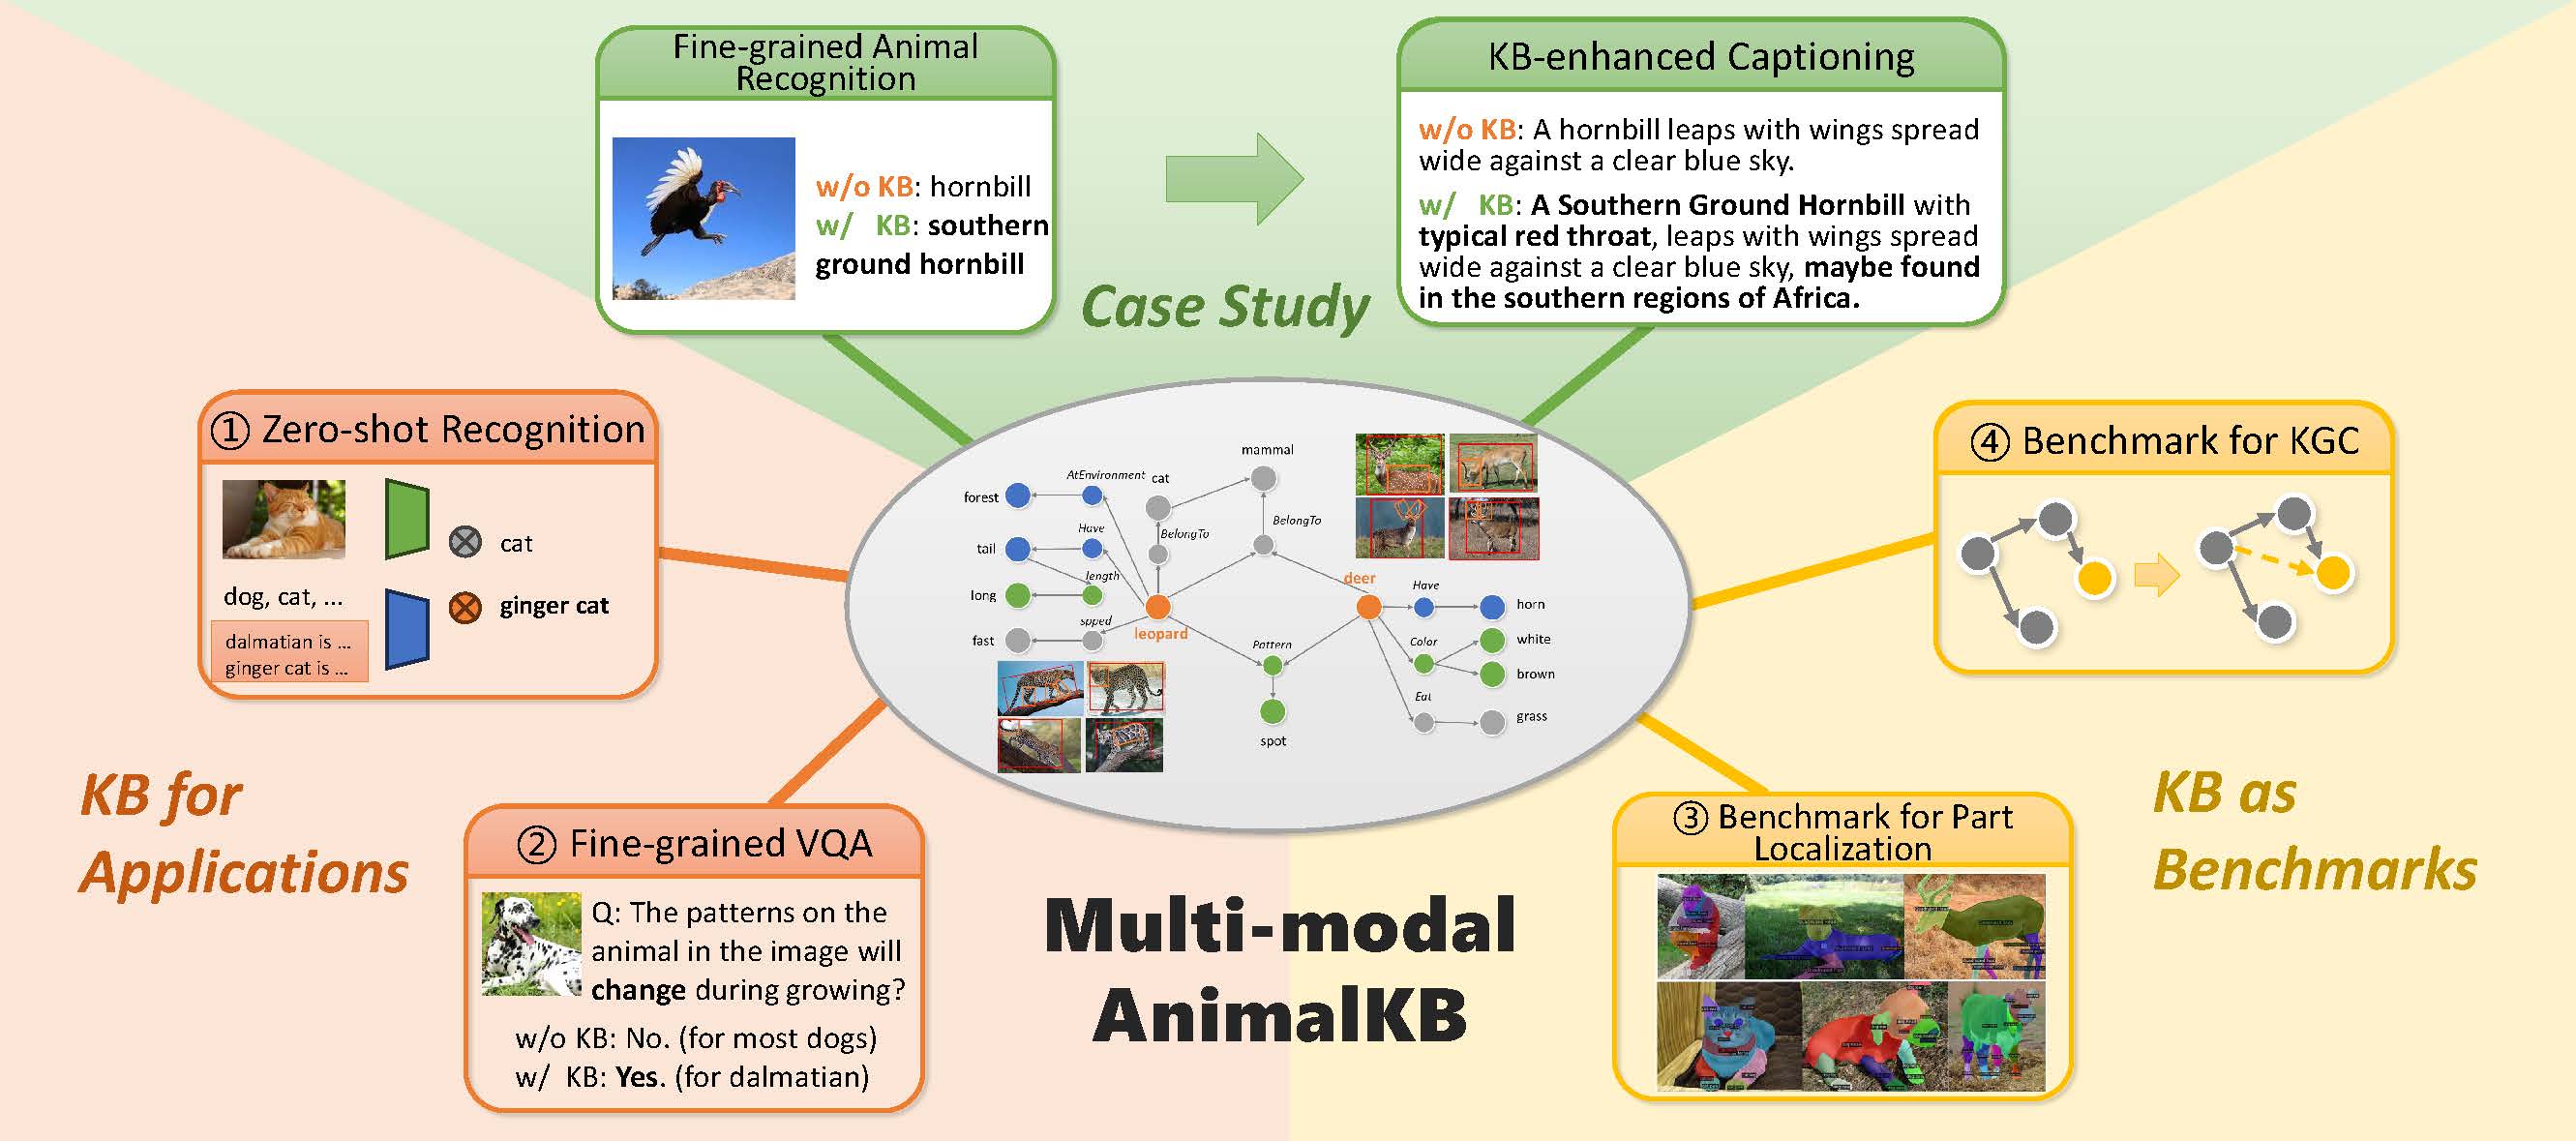 Fine-grained Animal
Recognition
w/o KB: hornbill
w/ KB: southern
ground hornbill
Case Study
KB-enhanced Captioning
w/o KB: A hornbill leaps with wings spread
wide against a clear blue sky.
w/ KB: A Southern Ground Hornbill with
typical red throat, leaps with wings spread
wide against a clear blue sky, maybe found
in the southern regions of Africa.
① Zero-shot Recognition
cat
dog, cat, ...
ginger cat
dalmatian is ...
ginger cat is ...
mammal
AtEnvironment
cat
forest
Have
BelongTo
BelongTo
tail
length
long
deer
Have
horn
spped
leopard
fast
Pattern
Color
white
brown
Eat
grass
spot
④ Benchmark for KGC
KB for
Applications
② Fine-grained VQA
Q: The patterns on the
animal in the image will
change during growing?
w/o KB: No. (for most dogs)
w/ KB: Yes. (for dalmatian)
Multi-modal
AnimalKB
③ Benchmark for Part
Localization
KB as
Benchmarks